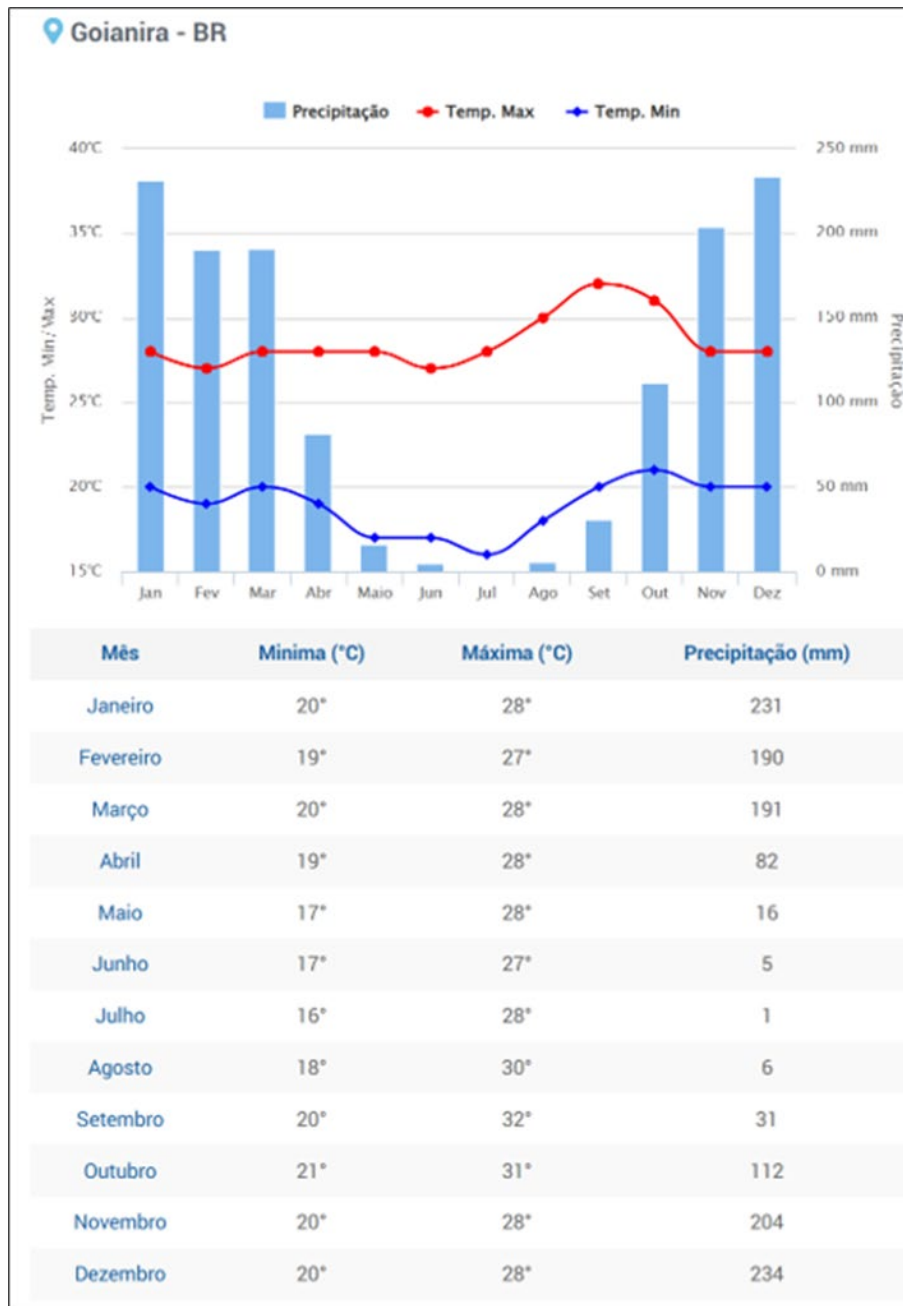 Goianira - BR
Precipitação Temp. Max Temp. Min
40°C 250 mm
35°C 200 mm
30°C 150 mm
25°C 100 mm
20°C 50 mm
15°C 0 mm
Temp. Min/Max
Precipitação
Jan Fev Mar Abr Maio Jun Jul Ago Set Out Nov Dez
Mês Minima (°C) Máxima (°C) Precipitação (mm)
Janeiro 20° 28° 231
Fevereiro 19° 27° 190
Março 20° 28° 191
Abril 19° 28° 82
Maio 17° 28° 16
Junho 17° 27° 5
Julho 16° 28° 1
Agosto 18° 30° 6
Setembro 20° 32° 31
Outubro 21° 31° 112
Novembro 20° 28° 204
Dezembro 20° 28° 234